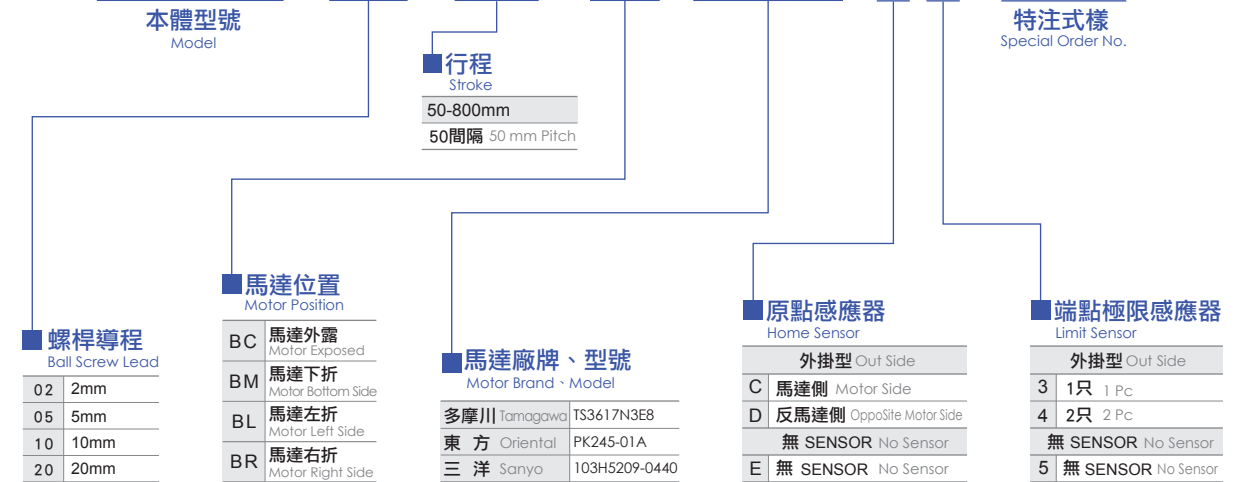 本體型號
Model
特注式樣
Special Order No.
行程
Stroke
50-800mm
50間隔 50 mm Pitch
螺桿導程
Ball Screw Lead
02 2mm
05 5mm
10 10mm
20 20mm
馬達位置
Motor Position
BC 馬達外露
Motor Exposed
BM 馬達下折
Motor Bottom Side
BL 馬達左折
Motor Left Side
BR 馬達右折
Motor Right Side
馬達廠牌、型號
Motor Brand、Model
多摩川 Tamagawa TS3617N3E8
東 方 Oriental PK245-01A
三 洋 Sanyo 103H5209-0440
原點感應器
Home Sensor
外掛型 Out Side
C 馬達側 Motor Side
D 反馬達側 OppoSite Motor Side
無 SENSOR No Sensor
E 無 SENSOR No Sensor
端點極限感應器
Limit Sensor
外掛型 Out Side
3 1只 1 Pc
4 2只 2 Pc
無 SENSOR No Sensor
5 無 SENSOR No Sensor